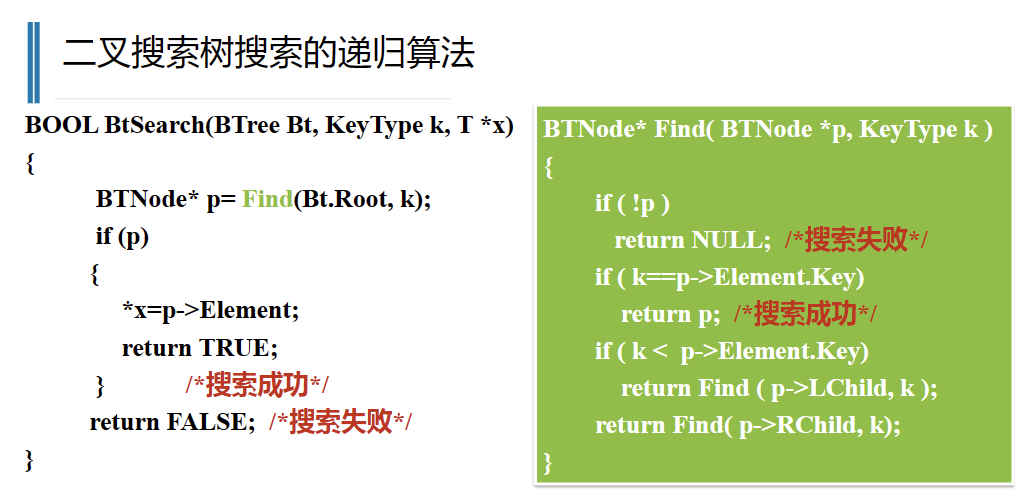 二叉搜索树搜索的递归算法
BOOL BtSearch(BTree Bt, KeyType k, T *x)
{
BTNode* p= Find(Bt.Root, k);
if (p)
{
*x=p->Element;
return TRUE;
} /*搜索成功*/
return FALSE; /*搜索失败*/
}
BTNode* Find( BTNode *p, KeyType k )
{
if ( !p )
return NULL; /*搜索失败*/
if ( k==p->Element.Key)
return p; /*搜索成功*/
if ( k < p->Element.Key)
return Find ( p->LChild, k );
return Find( p->RChild, k);
}